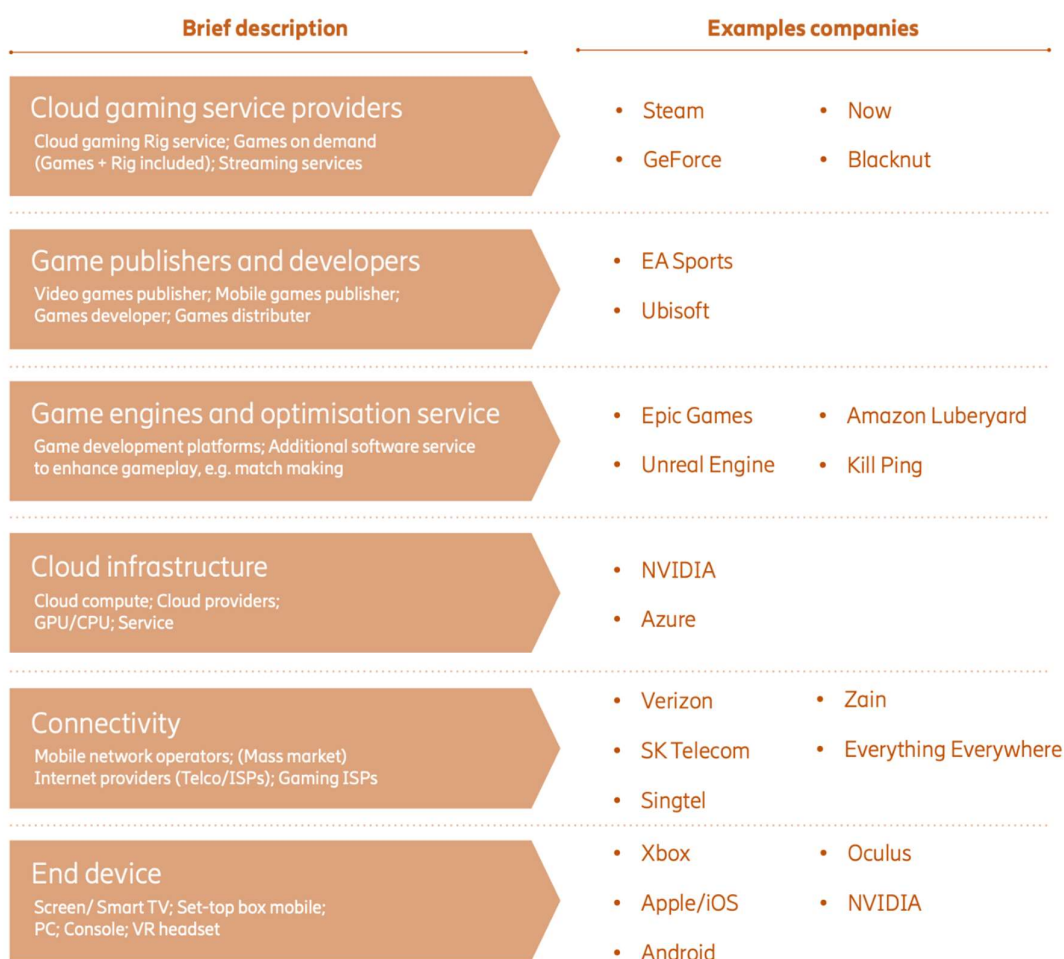 Brief description
Examples companies
Cloud gaming service providers
Cloud gaming Rig service; Games on demand
(Games + Rig included); Streaming services
• Steam
• Now
• GeForce
• Blacknut
Game publishers and developers
Video games publisher; Mobile games publisher;
Games developer; Games distributer
• EA Sports
• Ubisoft
Game engines and optimisation service
Game development platforms; Additional software service
to enhance gameplay, e.g. match making
• Epic Games
• Amazon Luberyard
• Unreal Engine
• Kill Ping
Cloud infrastructure
Cloud compute; Cloud providers;
GPU/CPU; Service
• NVIDIA
• Azure
Connectivity
Mobile network operators; (Mass market)
Internet providers (Telco/ISPs); Gaming ISPs
• Verizon
• Zain
• SK Telecom
• Everything Everywhere
• Singtel
End device
Screen/ Smart TV; Set-top box mobile;
PC; Console; VR headset
• Xbox
• Oculus
• Apple/iOS
• NVIDIA
• Android